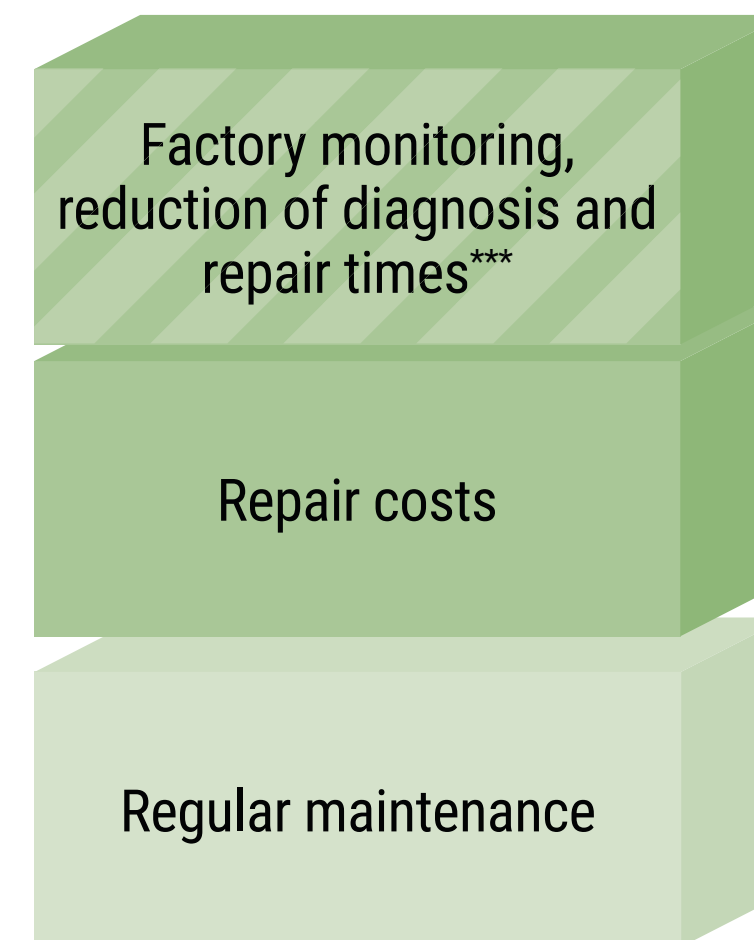 Factory monitoring,
reduction of diagnosis and
repair times***
Repair costs
Regular maintenance